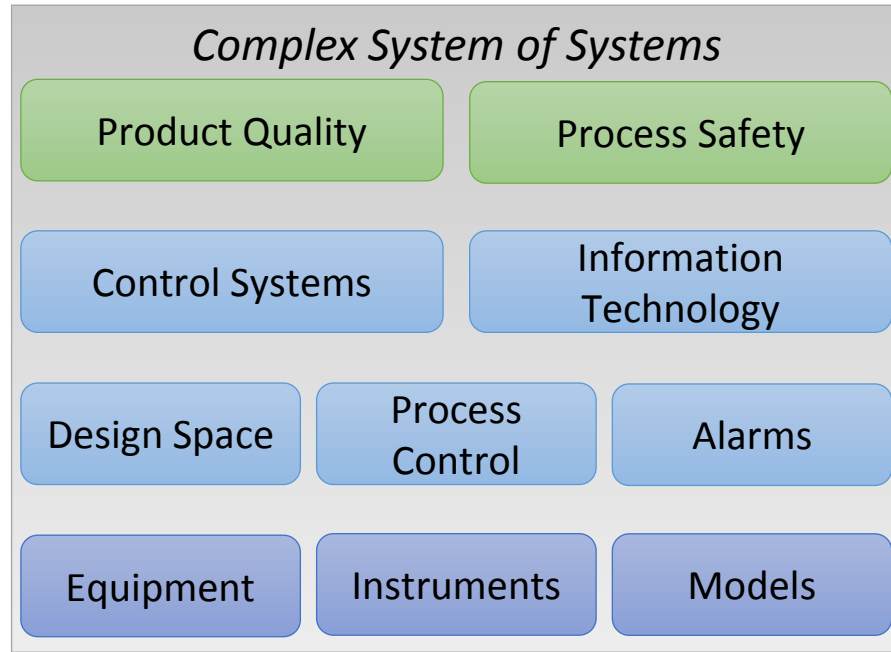 Complex System of Systems
Product Quality
Process Safety
Control Systems
Information
Technology
Design Space
Process
Control
Alarms
Equipment
Instruments
Models